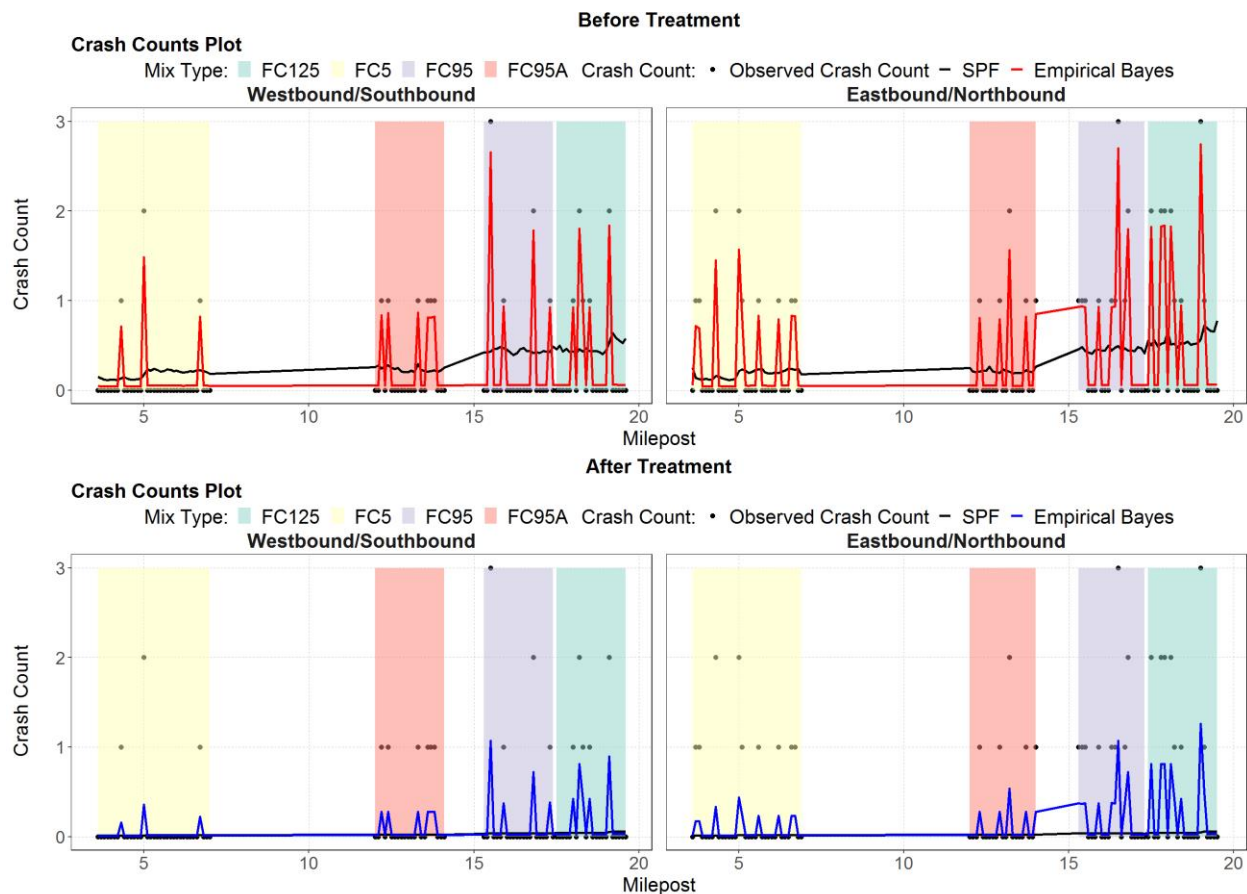 Before Treatment
Crash Counts Plot
Mix Type: FC125 FC5 FC95 FC95A Crash Count: Observed Crash Count SPF Empirical Bayes
Westbound/Southbound Eastbound/Northbound
3
2
1
0
Crash Count
5 10 15 20 5 10 15 20
Milepost
After Treatment
Crash Counts Plot
Mix Type: FC125 FC5 FC95 FC95A Crash Count: Observed Crash Count SPF Empirical Bayes
Westbound/Southbound Eastbound/Northbound
3
2
1
0
Crash Count
5 10 15 20 5 10 15 20
Milepost